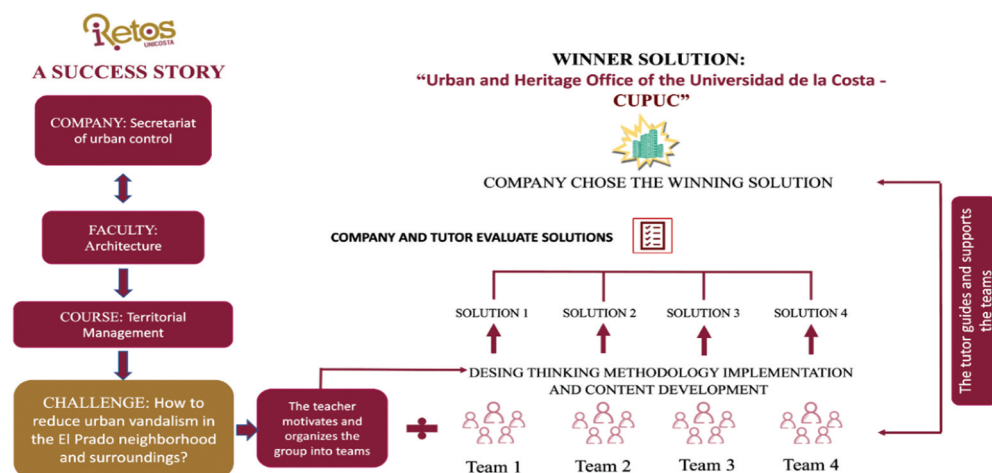 iRetos
UNICOSTA
A SUCCESS STORY
COMPANY: Secretariat
of urban control
FACULTY:
Architecture
COURSE: Territorial
Management
CHALLENGE: How to
reduce urban vandalism in
the El Prado neighborhood
and surroundings?
The teacher
motivates and
organizes the
group into teams
WINNER SOLUTION:
“Urban and Heritage Office of the Universidad de la Costa -
CUPUC”
COMPANY CHOSE THE WINNING SOLUTION
COMPANY AND TUTOR EVALUATE SOLUTIONS
SOLUTION 1
SOLUTION 2
SOLUTION 3
SOLUTION 4
DESING THINKING METHODOLOGY IMPLEMENTATION
AND CONTENT DEVELOPMENT
Team 1
Team 2
Team 3
Team 4
The tutor guides and supports
the teams